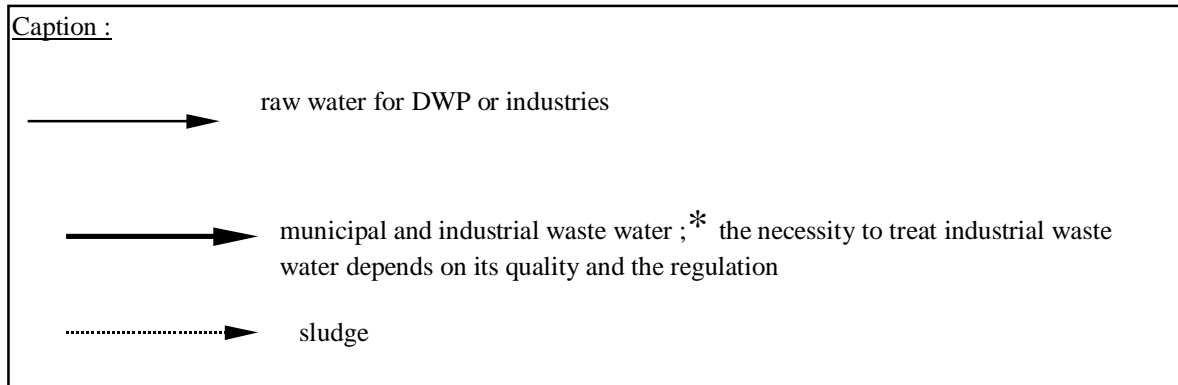 Caption :
raw water for DWP or industries
municipal and industrial waste water ;* the necessity to treat industrial waste
water depends on its quality and the regulation
sludge